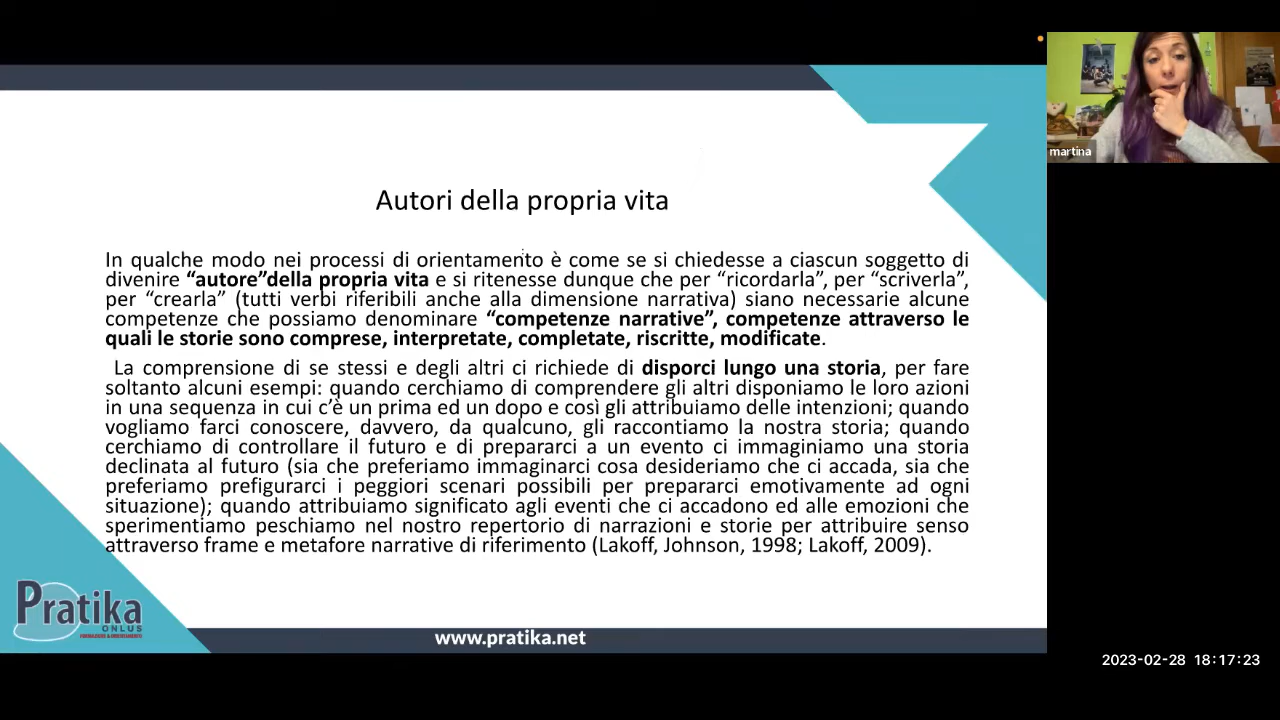 martina
Autori della propria vita
In qualche modo nei processi di orientamento è come se si chiedesse a ciascun soggetto di
divenire “autore”della propria vita e si ritenesse dunque che per “ricordarla”, per “scriverla”,
per “crearla” (tutti verbi riferibili anche alla dimensione narrativa) siano necessarie alcune
competenze che possiamo denominare “competenze narrative”, competenze attraverso le
quali le storie sono comprese, interpretate, completate, riscritte, modificate.
La comprensione di se stessi e degli altri ci richiede di disporci lungo una storia, per fare
soltanto alcuni esempi: quando cerchiamo di comprendere gli altri disponiamo le loro azioni
in una sequenza in cui c’è un prima ed un dopo e così gli attribuiamo delle intenzioni; quando
vogliamo farci conoscere, davvero, da qualcuno, gli raccontiamo la nostra storia; quando
cerchiamo di controllare il futuro e di prepararci a un evento ci immaginiamo una storia
declinata al futuro (sia che preferiamo immaginarci cosa desideriamo che ci accada, sia che
preferiamo prefigurarci i peggiori scenari possibili per prepararci emotivamente ad ogni
situazione); quando attribuiamo significato agli eventi che ci accadono ed alle emozioni che
sperimentiamo peschiamo nel nostro repertorio di narrazioni e storie per attribuire senso
attraverso frame e metafore narrative di riferimento (Lakoff, Johnson, 1998; Lakoff, 2009).
Pratika
ONLUS
FORMAZIONE & ORIENTAMENTO
www.pratika.net
2023-02-28 18:17:23